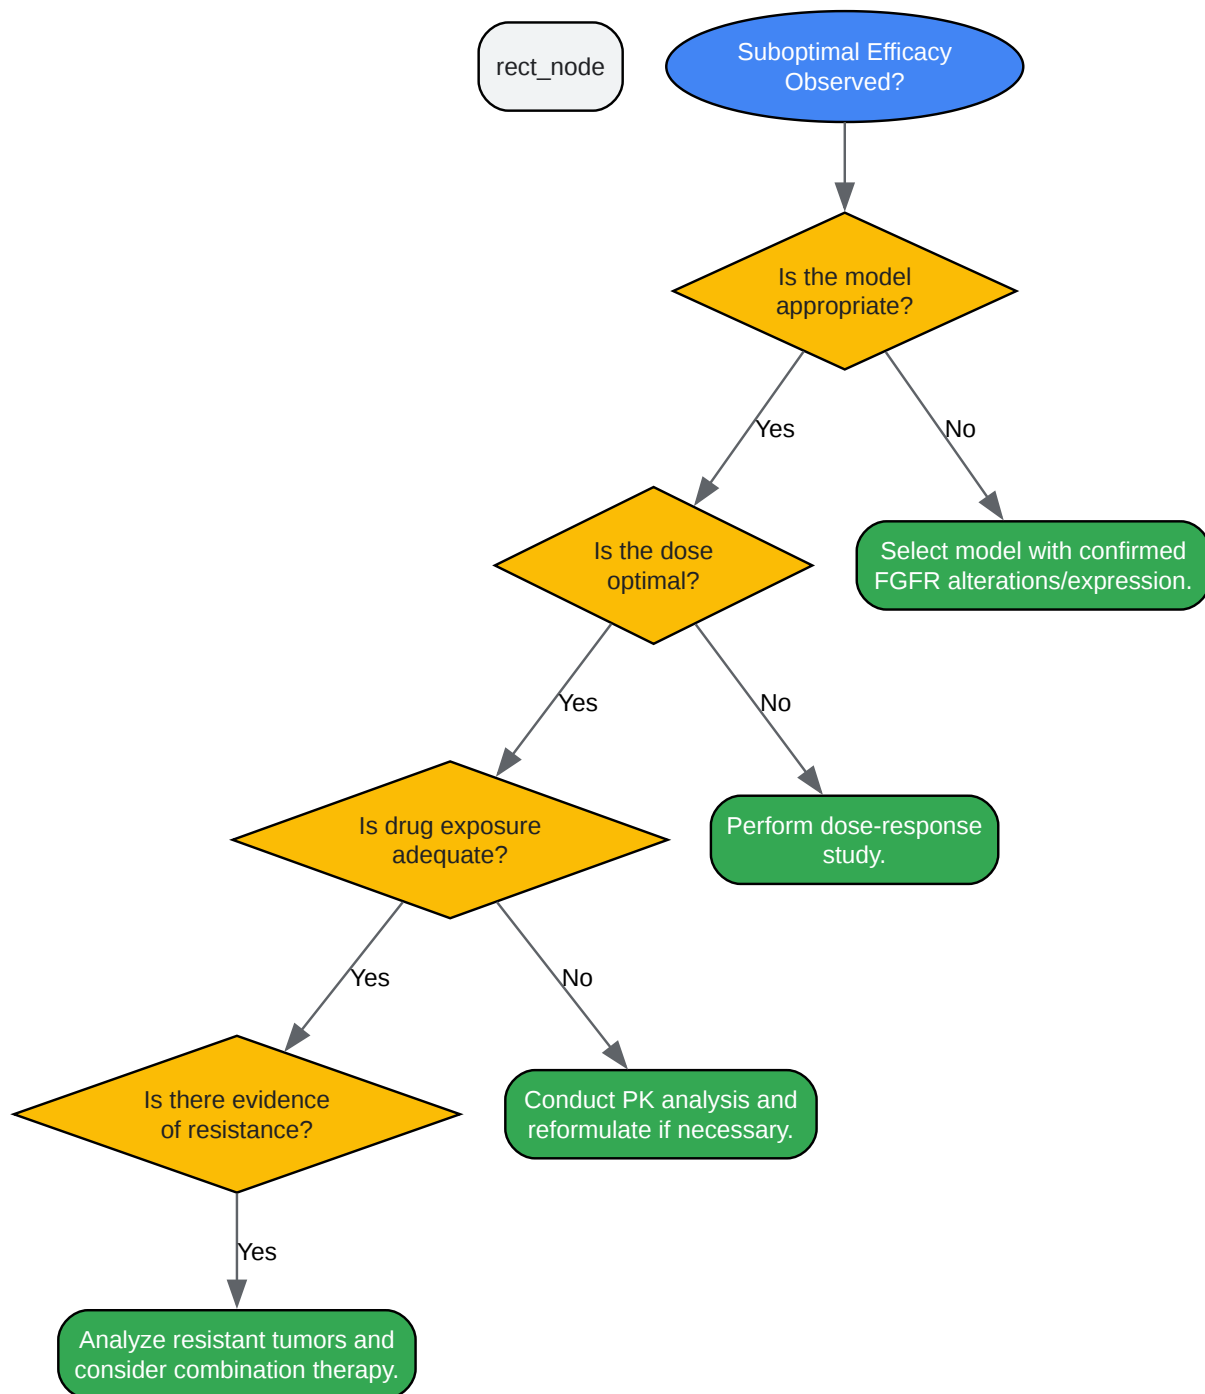 rect_node
Suboptimal Efficacy
Observed?
Is the model
appropriate?
Yes
No
Is the dose
optimal?
Select model with confirmed
FGFR alterations/expression.
Yes
No
Is drug exposure
adequate?
Perform dose-response
study.
Yes
No
Is there evidence
of resistance?
Conduct PK analysis and
reformulate if necessary.
Yes
Analyze resistant tumors and
consider combination therapy.